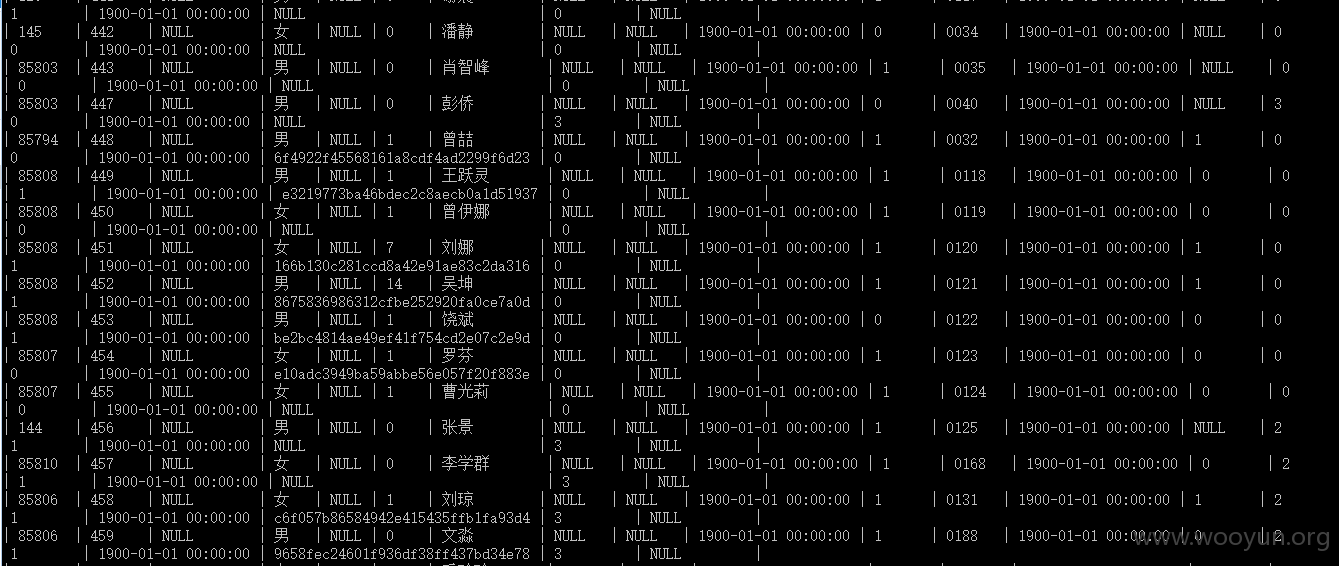 1 | 1900-01-01 00:00:00 | NULL | 0 | NULL |
| 145 | 442 | NULL | 女 | NULL | 0 | 潘静 | NULL | NULL | 1900-01-01 00:00:00 | 0 | 0034 | 1900-01-01 00:00:00 | NULL | 0
0 | 1900-01-01 00:00:00 | NULL | 0 | NULL |
| 85803 | 443 | NULL | 男 | NULL | 0 | 肖智峰 | NULL | NULL | 1900-01-01 00:00:00 | 1 | 0035 | 1900-01-01 00:00:00 | NULL | 0
0 | 1900-01-01 00:00:00 | NULL | 0 | NULL |
| 85803 | 447 | NULL | 男 | NULL | 0 | 彭侨 | NULL | NULL | 1900-01-01 00:00:00 | 0 | 0040 | 1900-01-01 00:00:00 | NULL | 3
0 | 1900-01-01 00:00:00 | NULL | 3 | NULL |
| 85794 | 448 | NULL | 男 | NULL | 1 | 曾喆 | NULL | NULL | 1900-01-01 00:00:00 | 1 | 0032 | 1900-01-01 00:00:00 | 1 | 0
0 | 1900-01-01 00:00:00 | 6f4922f45568161a8cdf4ad2299f6d23 | 0 | NULL |
| 85808 | 449 | NULL | 男 | NULL | 1 | 王跃灵 | NULL | NULL | 1900-01-01 00:00:00 | 1 | 0118 | 1900-01-01 00:00:00 | 0 | 0
1 | 1900-01-01 00:00:00 | e3219773ba46bdec2c8aecb0a1d51937 | 0 | NULL |
| 85808 | 450 | NULL | 女 | NULL | 1 | 曾伊娜 | NULL | NULL | 1900-01-01 00:00:00 | 1 | 0119 | 1900-01-01 00:00:00 | 0 | 0
0 | 1900-01-01 00:00:00 | NULL | 0 | NULL |
| 85808 | 451 | NULL | 女 | NULL | 7 | 刘娜 | NULL | NULL | 1900-01-01 00:00:00 | 1 | 0120 | 1900-01-01 00:00:00 | 1 | 0
1 | 1900-01-01 00:00:00 | 166b130c281ccd8a42e91ae83c2da316 | 0 | NULL |
| 85808 | 452 | NULL | 男 | NULL | 14 | 吴坤 | NULL | NULL | 1900-01-01 00:00:00 | 1 | 0121 | 1900-01-01 00:00:00 | 1 | 0
1 | 1900-01-01 00:00:00 | 8675836986312cfbe252920fa0ce7a0d | 0 | NULL |
| 85808 | 453 | NULL | 男 | NULL | 1 | 饶斌 | NULL | NULL | 1900-01-01 00:00:00 | 0 | 0122 | 1900-01-01 00:00:00 | 0 | 0
1 | 1900-01-01 00:00:00 | be2bc4814ae49ef41f754cd2e07c2e9d | 0 | NULL |
| 85807 | 454 | NULL | 女 | NULL | 1 | 罗芬 | NULL | NULL | 1900-01-01 00:00:00 | 1 | 0123 | 1900-01-01 00:00:00 | 0 | 0
0 | 1900-01-01 00:00:00 | e10adc3949ba59abbe56e057f20f883e | 0 | NULL |
| 85807 | 455 | NULL | 女 | NULL | 1 | 曹光莉 | NULL | NULL | 1900-01-01 00:00:00 | 1 | 0124 | 1900-01-01 00:00:00 | 0 | 0
0 | 1900-01-01 00:00:00 | NULL | 0 | NULL |
| 144 | 456 | NULL | 男 | NULL | 0 | 张景 | NULL | NULL | 1900-01-01 00:00:00 | 1 | 0125 | 1900-01-01 00:00:00 | NULL | 2
1 | 1900-01-01 00:00:00 | NULL | 3 | NULL |
| 85810 | 457 | NULL | 女 | NULL | 0 | 李学群 | NULL | NULL | 1900-01-01 00:00:00 | 1 | 0168 | 1900-01-01 00:00:00 | 0 | 2
1 | 1900-01-01 00:00:00 | NULL | 3 | NULL |
| 85806 | 458 | NULL | 女 | NULL | 1 | 刘琼 | NULL | NULL | 1900-01-01 00:00:00 | 1 | 0131 | 1900-01-01 00:00:00 | 1 | 2
1 | 1900-01-01 00:00:00 | c6f057b86584942e415435ffb1fa93d4 | 3 | NULL |
| 85806 | 459 | NULL | 男 | NULL | 0 | 文淼 | NULL | NULL | 1900-01-01 00:00:00 | 1 | 0188 | 1900-01-01 00:00:00 | 0 | 2
1 | 1900-01-01 00:00:00 | 9658fec24601f936df38ff437bd34e78 | 3 | NULL |
www.wooyun.org